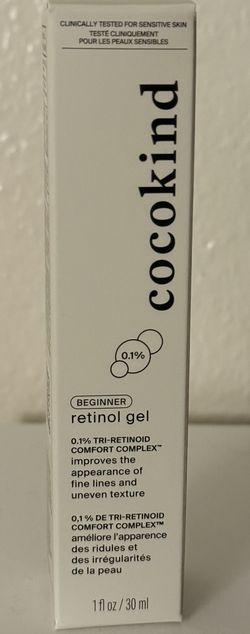 CLINICALLY TESTED FOR SENSITIVE SKIN
TESTÉ CLINIQUEMENT
POUR LES PEAUX SENSIBLES
cocokind
0.1%
BEGINNER
retinol gel
0.1% TRI-RETINOID
COMFORT COMPLEX™
improves the
appearance of
fine lines and
uneven texture
0,1 % DE TRI-RETINOID
COMFORT COMPLEX™
améliore l'apparence
des ridules et
des irrégularités
de la peau
1 fl oz / 30 ml